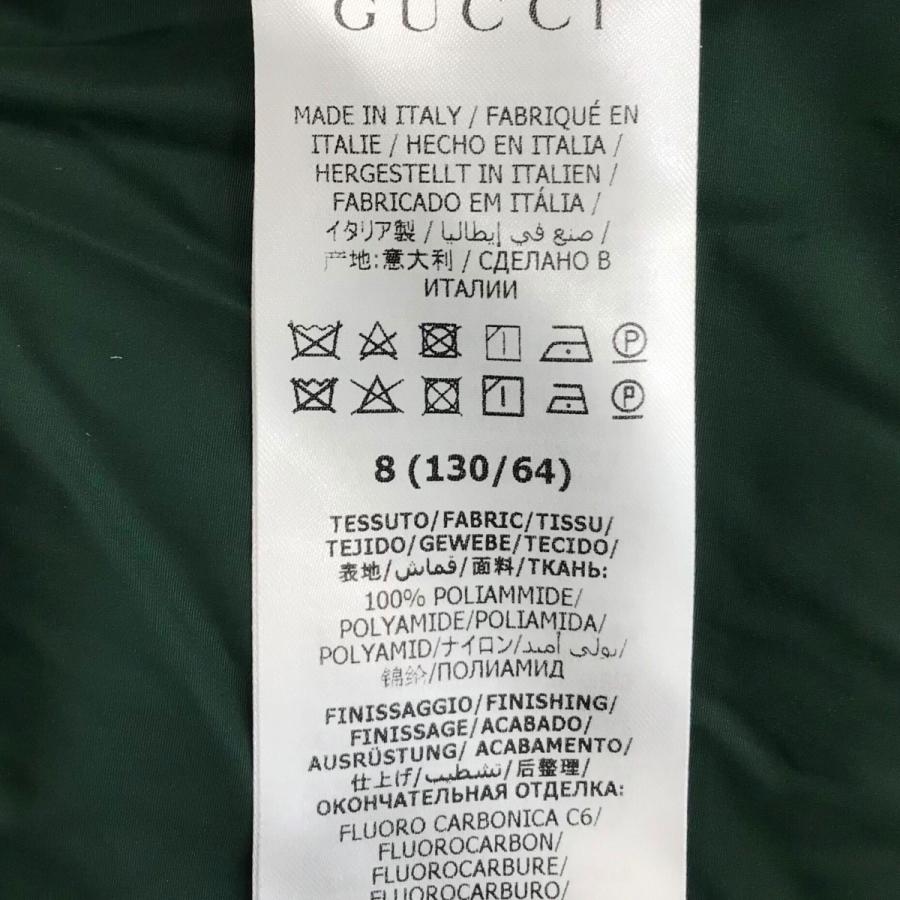 GUCCI
MADE IN ITALY / FABRIQUÉ EN
ITALIE / HECHO EN ITALIA /
HERGESTELLT IN ITALIEN /
FABRICADO EM ITÁLIA /
イタリア製 / صنع في إيطاليا /
产地:意大利 / СДЕЛАНО В
ИТАЛИИ
8 (130/64)
TESSUTO/FABRIC/TISSU/
TEJIDO/GEWEBE/TECIDO/
表地/قماش/面料/ТКАНЬ:
100% POLIAMMIDE/
POLYAMIDE/POLIAMIDA/
POLYAMID/ナイロン/بولي أميد/
锦纶/ПОЛИАМИД
FINISSAGGIO/FINISHING/
FINISSAGE/ACABADO/
AUSRÜSTUNG/ ACABAMENTO/
仕上げ/تشطيب/后整理/
ОКОНЧАТЕЛЬНАЯ ОТДЕЛКА:
FLUORO CARBONICA C6/
FLUOROCARBON/
FLUOROCARBURE/
FLUOROCARBURO/